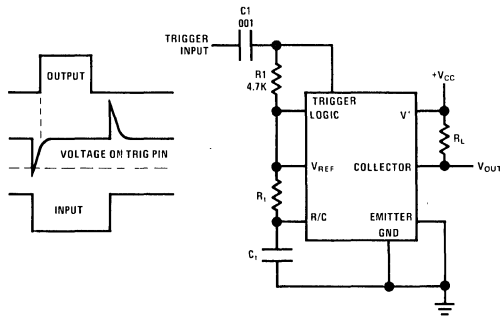 C1
001
TRIGGER
INPUT
R1
4.7K
OUTPUT
+VCC
TRIGGER
LOGIC
V+
RL
VOLTAGE ON TRIG PIN
VREF
COLLECTOR
VOUT
Rt
INPUT
R/C
EMITTER
GND
Ct